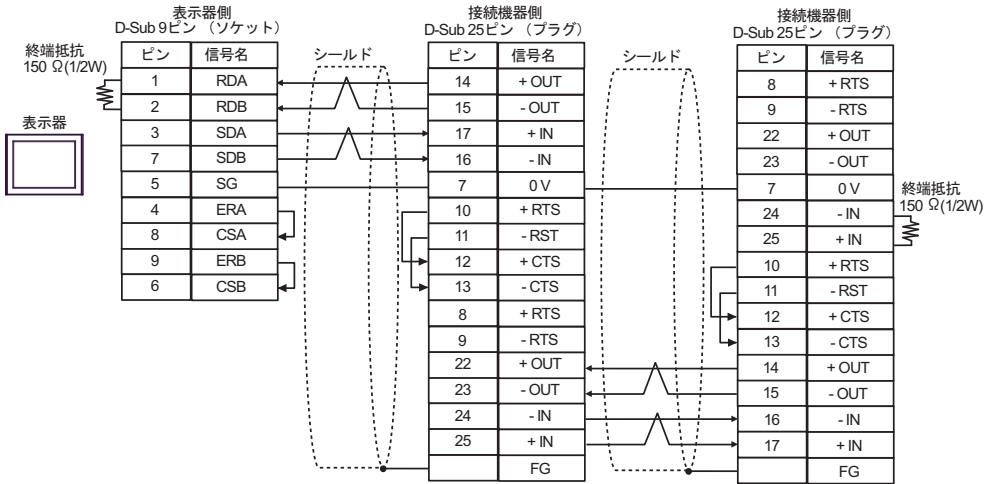 表示器側
D-Sub 9ピン （ソケット）
終端抵抗
150 Ω(1/2W)
表示器
ピン 信号名
1 RDA
2 RDB
3 SDA
7 SDB
5 SG
4 ERA
8 CSA
9 ERB
6 CSB
シールド
接続機器側
D-Sub 25ピン （プラグ）
ピン 信号名
14 + OUT
15 - OUT
17 + IN
16 - IN
7 0 V
10 + RTS
11 - RST
12 + CTS
13 - CTS
8 + RTS
9 - RTS
22 + OUT
23 - OUT
24 - IN
25 + IN
FG
シールド
接続機器側
D-Sub 25ピン （プラグ）
ピン 信号名
8 + RTS
9 - RTS
22 + OUT
23 - OUT
7 0 V
24 - IN
25 + IN
10 + RTS
11 - RST
12 + CTS
13 - CTS
14 + OUT
15 - OUT
16 - IN
17 + IN
FG
終端抵抗
150 Ω(1/2W)